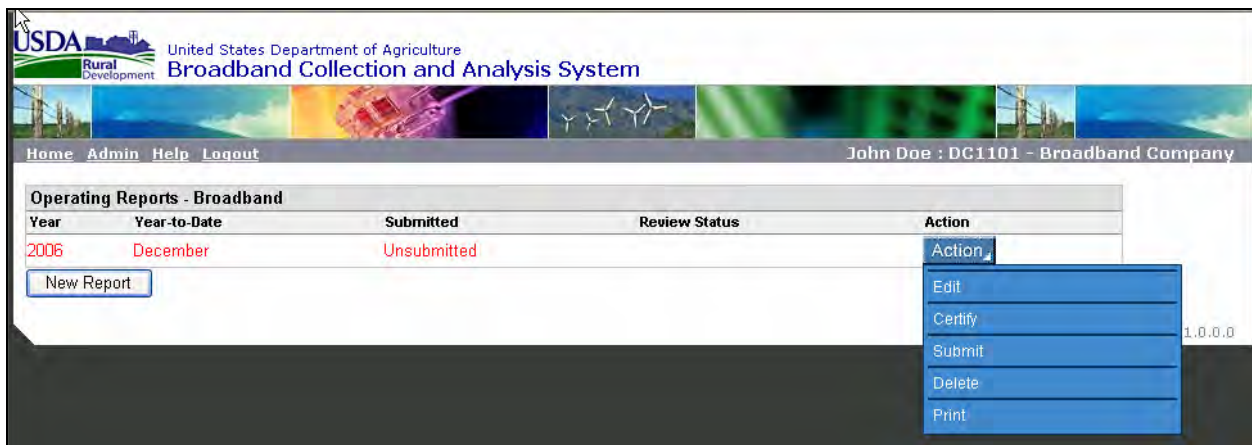 USDA
Rural
Development
United States Department of Agriculture
Broadband Collection and Analysis System
Home Admin Help Logout John Doe : DC1101 - Broadband Company
Operating Reports - Broadband
Year Year-to-Date Submitted Review Status Action
2006 December Unsubmitted Action
New Report
Edit
Certify
1.0.0.0
Submit
Delete
Print